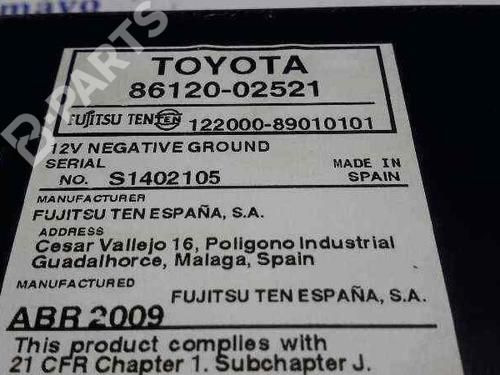 mayo
B-PARTS
TOYOTA
86120-02521
FUJITSU TEN TEN 122000-89010101
12V NEGATIVE GROUND
SERIAL
NO. S1402105
MADE IN
SPAIN
MANUFACTURER
FUJITSU TEN ESPAÑA, S.A.
ADDRESS
Cesar Vallejo 16, Poligono Industrial
Guadalhorce, Malaga, Spain
MANUFACTURED
FUJITSU TEN ESPAÑA, S.A.
ABR 2009
This product complies with
21 CFR Chapter 1. Subchapter J.